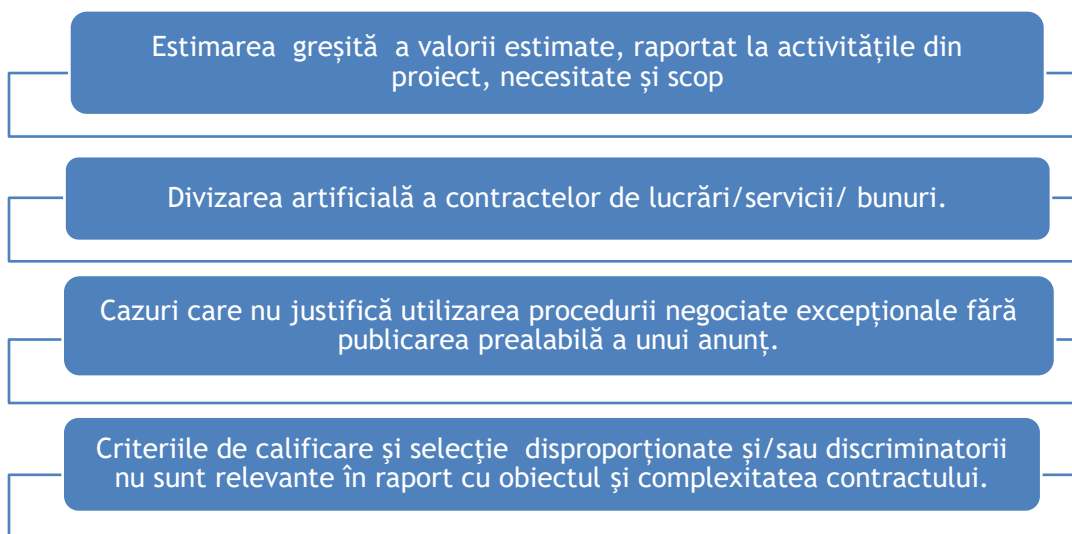 Estimarea  greșită  a valorii estimate, raportat la activitățile din
proiect, necesitate și scop
Divizarea artificială a contractelor de lucrări/servicii/ bunuri.
Cazuri care nu justifică utilizarea procedurii negociate excepționale fără
publicarea prealabilă a unui anunț.
Criteriile de calificare şi selecţie  disproporționate și/sau discriminatorii
nu sunt relevante în raport cu obiectul şi complexitatea contractului.